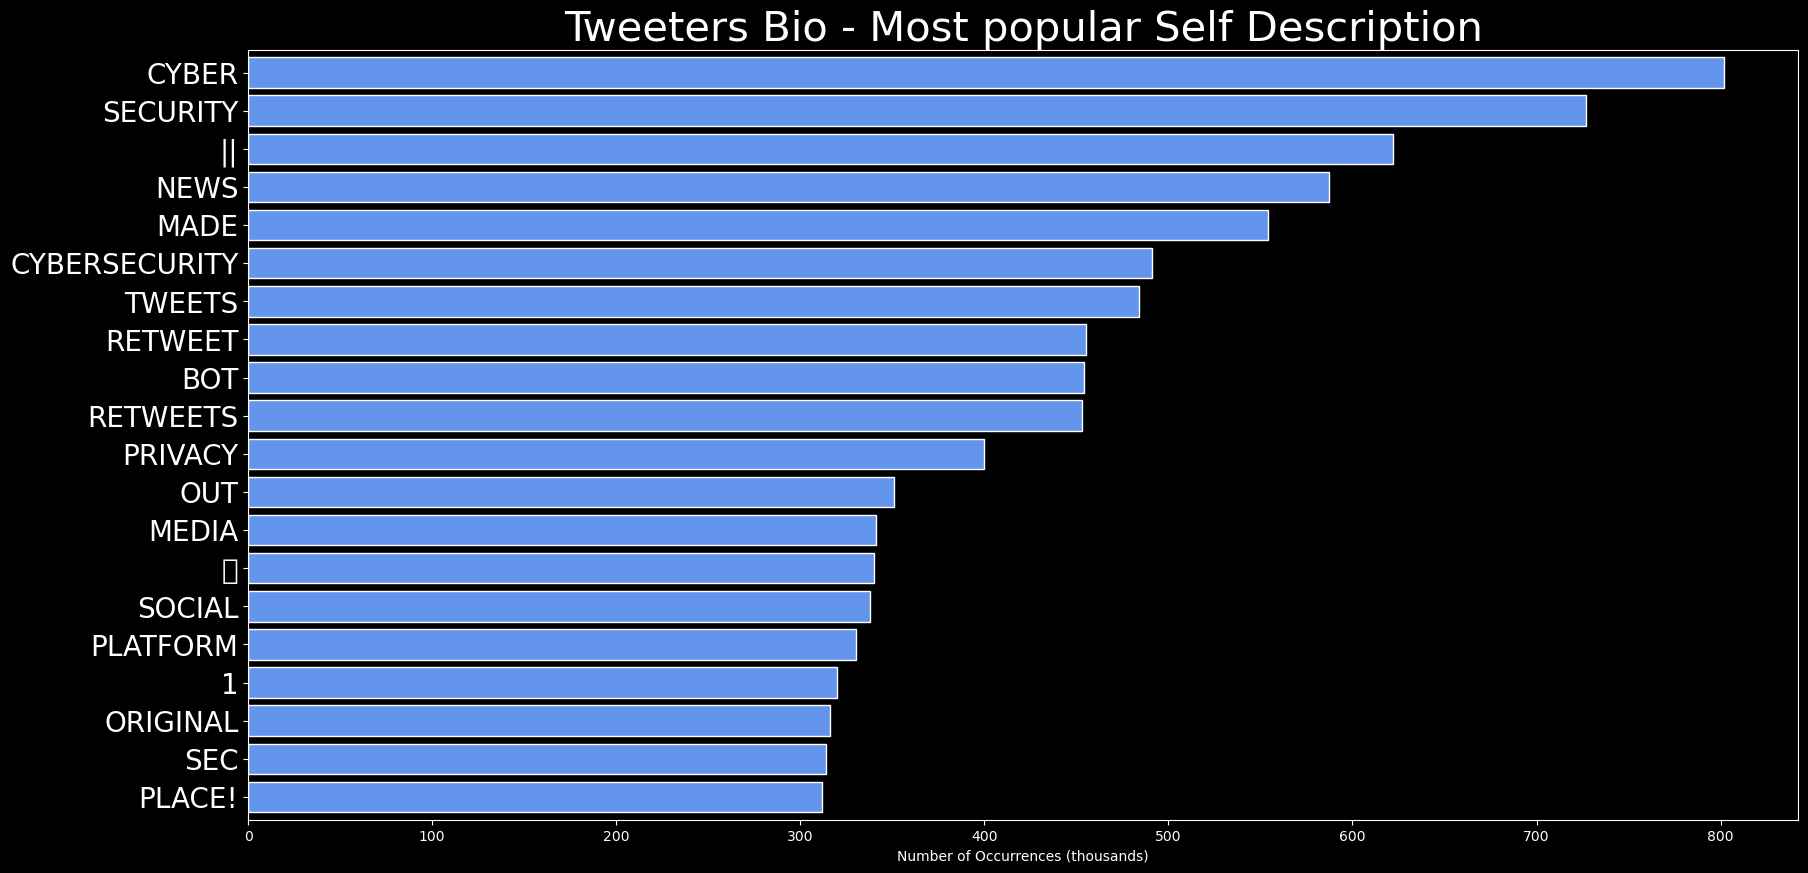 Tweeters Bio - Most popular Self Description
CYBER
SECURITY
||
NEWS
MADE
CYBERSECURITY
TWEETS
RETWEET
BOT
RETWEETS
PRIVACY
OUT
MEDIA
SOCIAL
PLATFORM
1
ORIGINAL
SEC
PLACE!
0 100 200 300 400 500 600 700 800
Number of Occurrences (thousands)